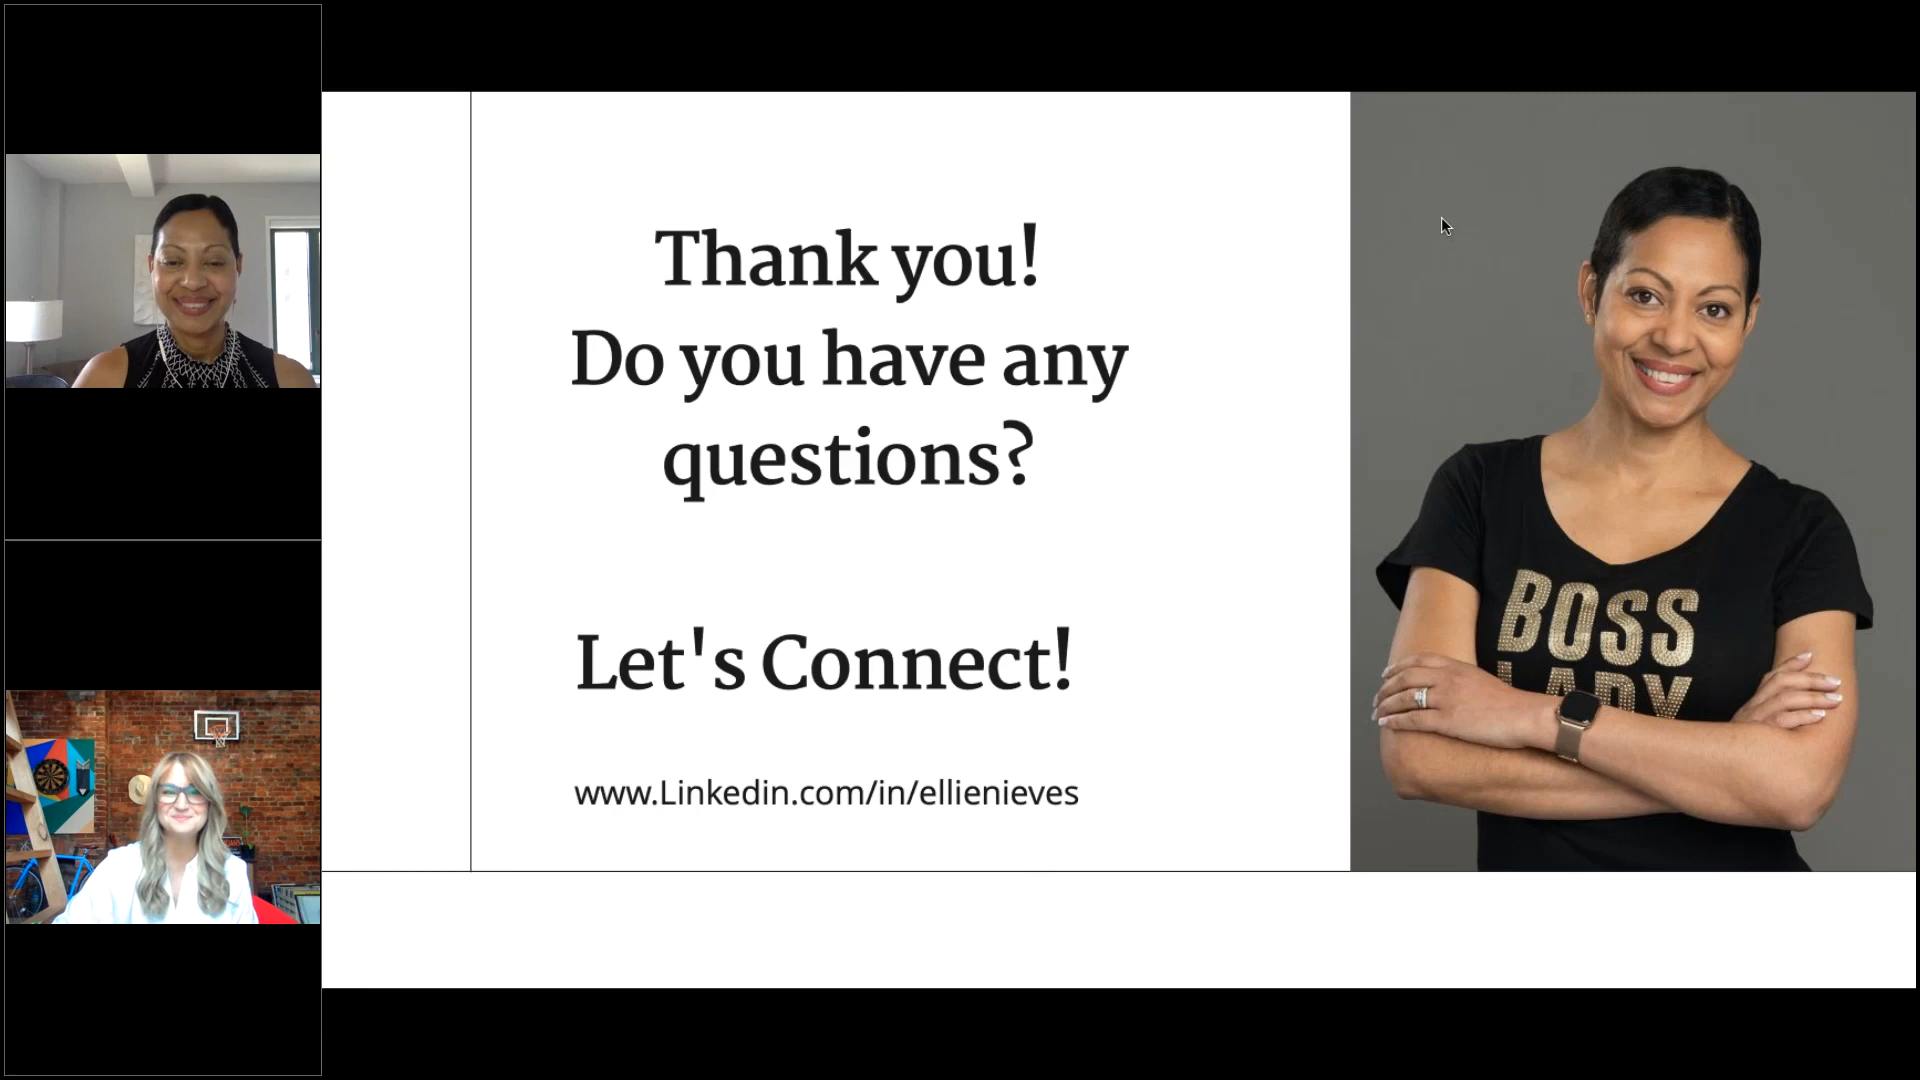 Thank you!
Do you have any
questions?
Let's Connect!
www.Linkedin.com/in/ellienieves
BOSS
LADY